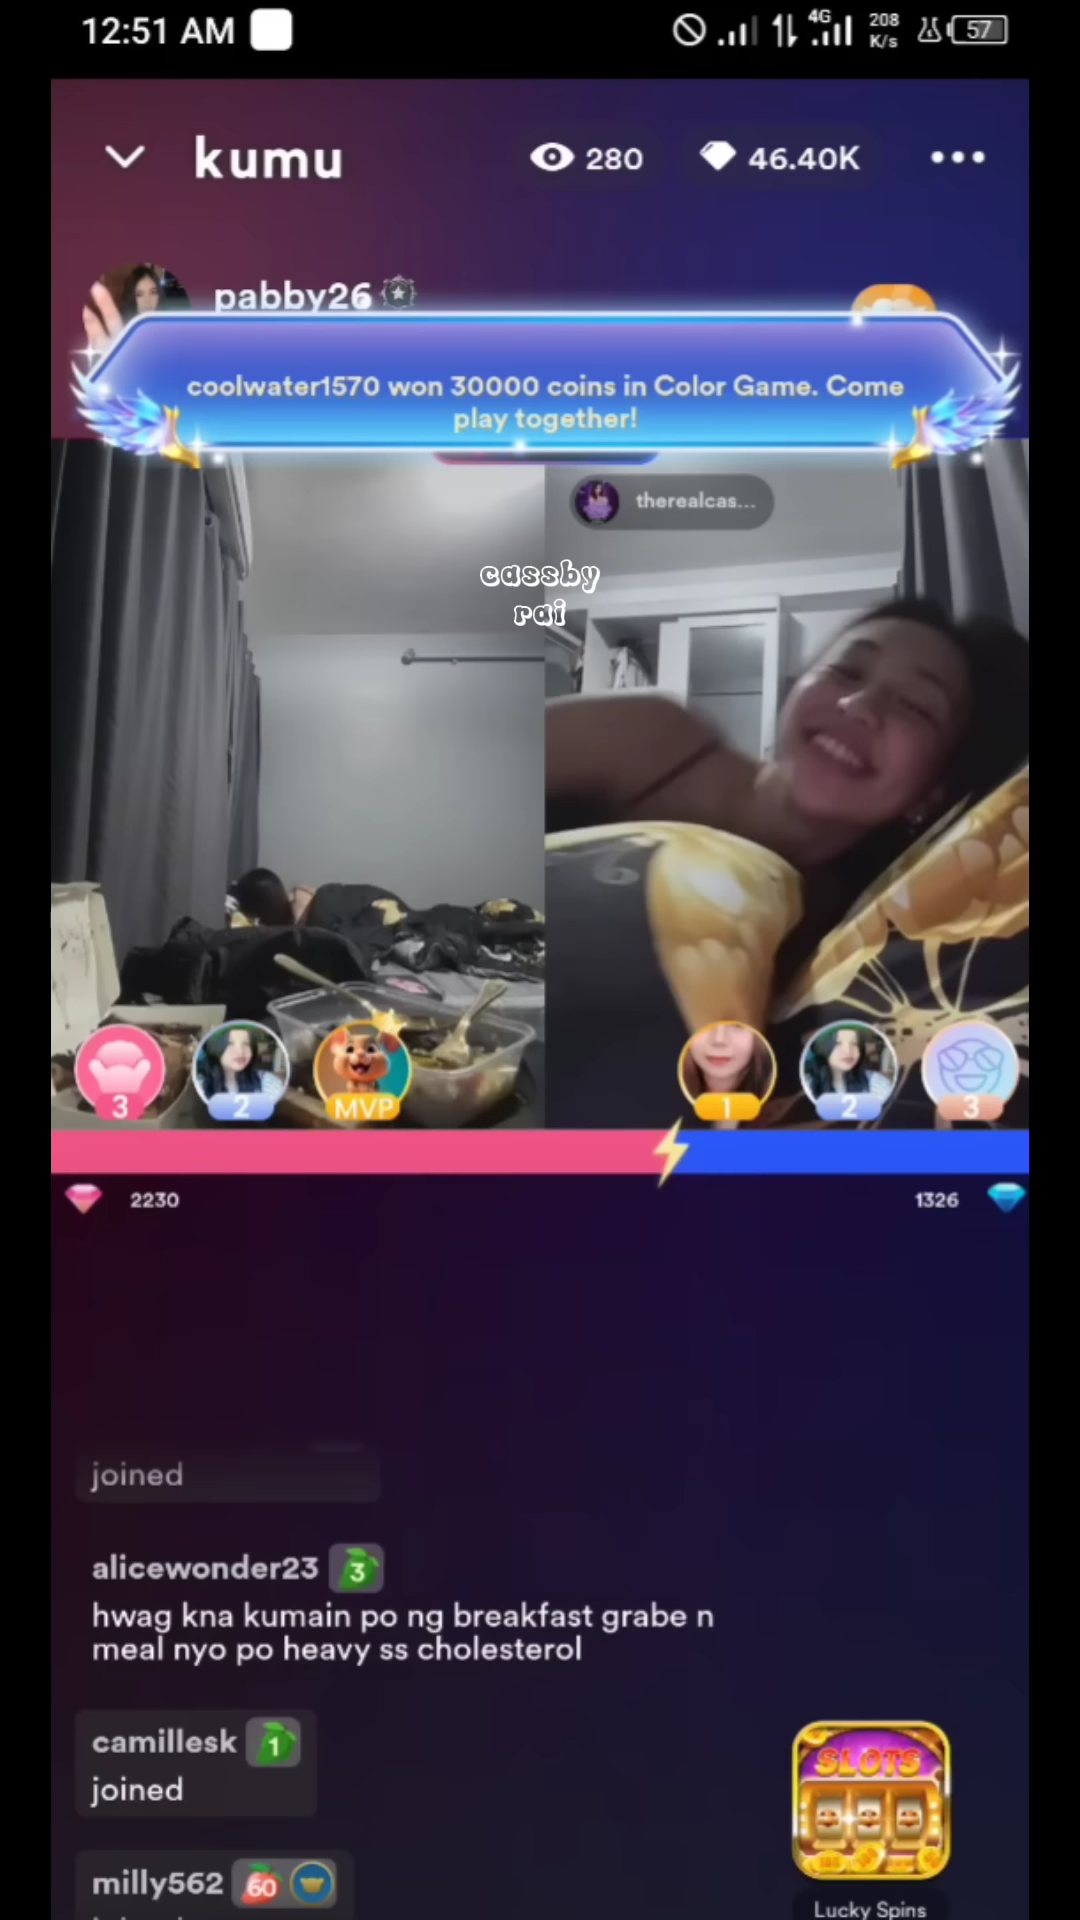 12:51 AM
4G
208
K/s
57
kumu
280
46.40K
pabby26
coolwater1570 won 30000 coins in Color Game. Come
play together!
therealcas...
cassby
rai
3
2
MVP
1
2
3
2230
1326
joined
alicewonder23 3
hwag kna kumain po ng breakfast grabe n
meal nyo po heavy ss cholesterol
camillesk 1
joined
milly562 60
SLOTS
Lucky Spins